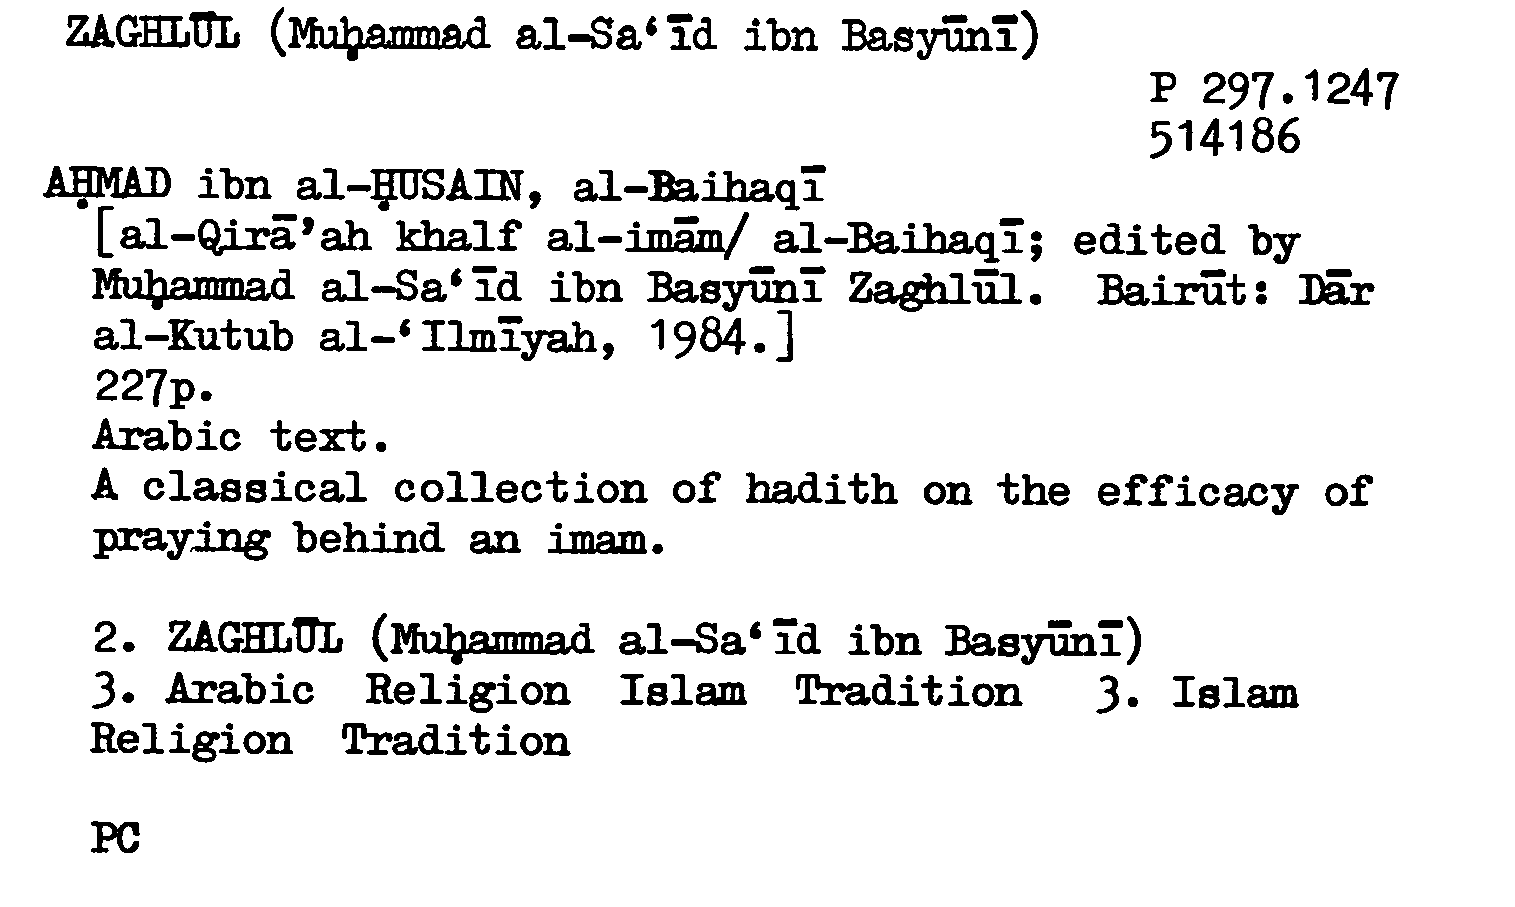 ZAGHLŪL (Muḥammad al-Sa‘īd ibn Basyūnī)
P 297.1247
514186
AḤMAD ibn al-ḤUSAIN, al-Baihaqī
[al-Qirā’ah khalf al-imām/ al-Baihaqī; edited by
Muḥammad al-Sa‘īd ibn Basyūnī Zaghlūl. Bairūt: Dār
al-Kutub al-‘Ilmīyah, 1984.]
227p.
Arabic text.
A classical collection of hadith on the efficacy of
praying behind an imam.
2. ZAGHLŪL (Muḥammad al-Sa‘īd ibn Basyūnī)
3. Arabic Religion Islam Tradition 3. Islam
Religion Tradition
PC